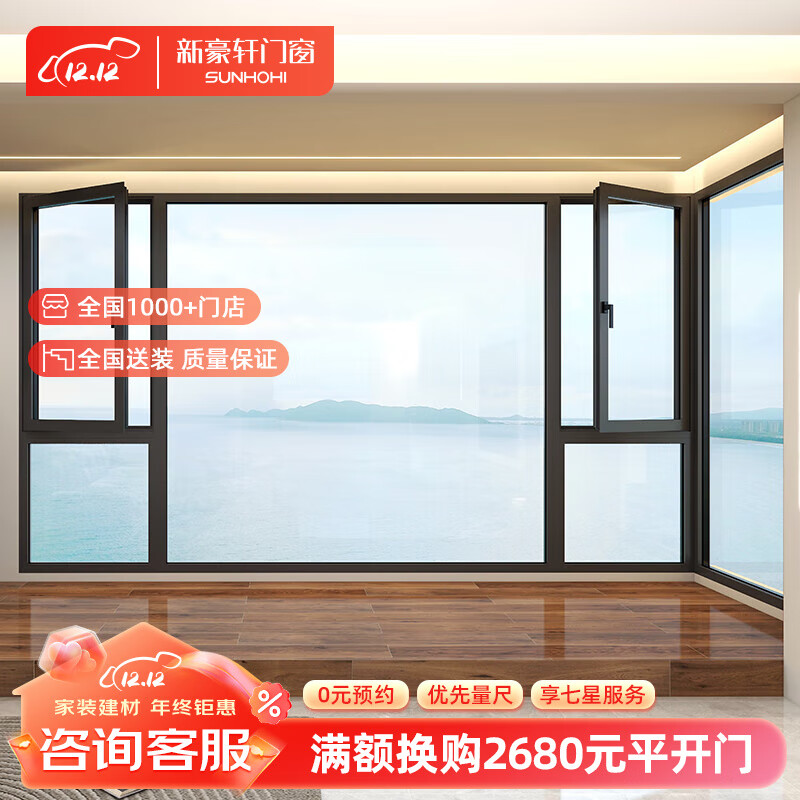 12.12
新豪轩门窗
SUNHOHI
全国1000+门店
全国送装 质量保证
12.12
家装建材 年终钜惠
%
咨询客服
0元预约
优先量尺
享七星服务
满额换购2680元平开门